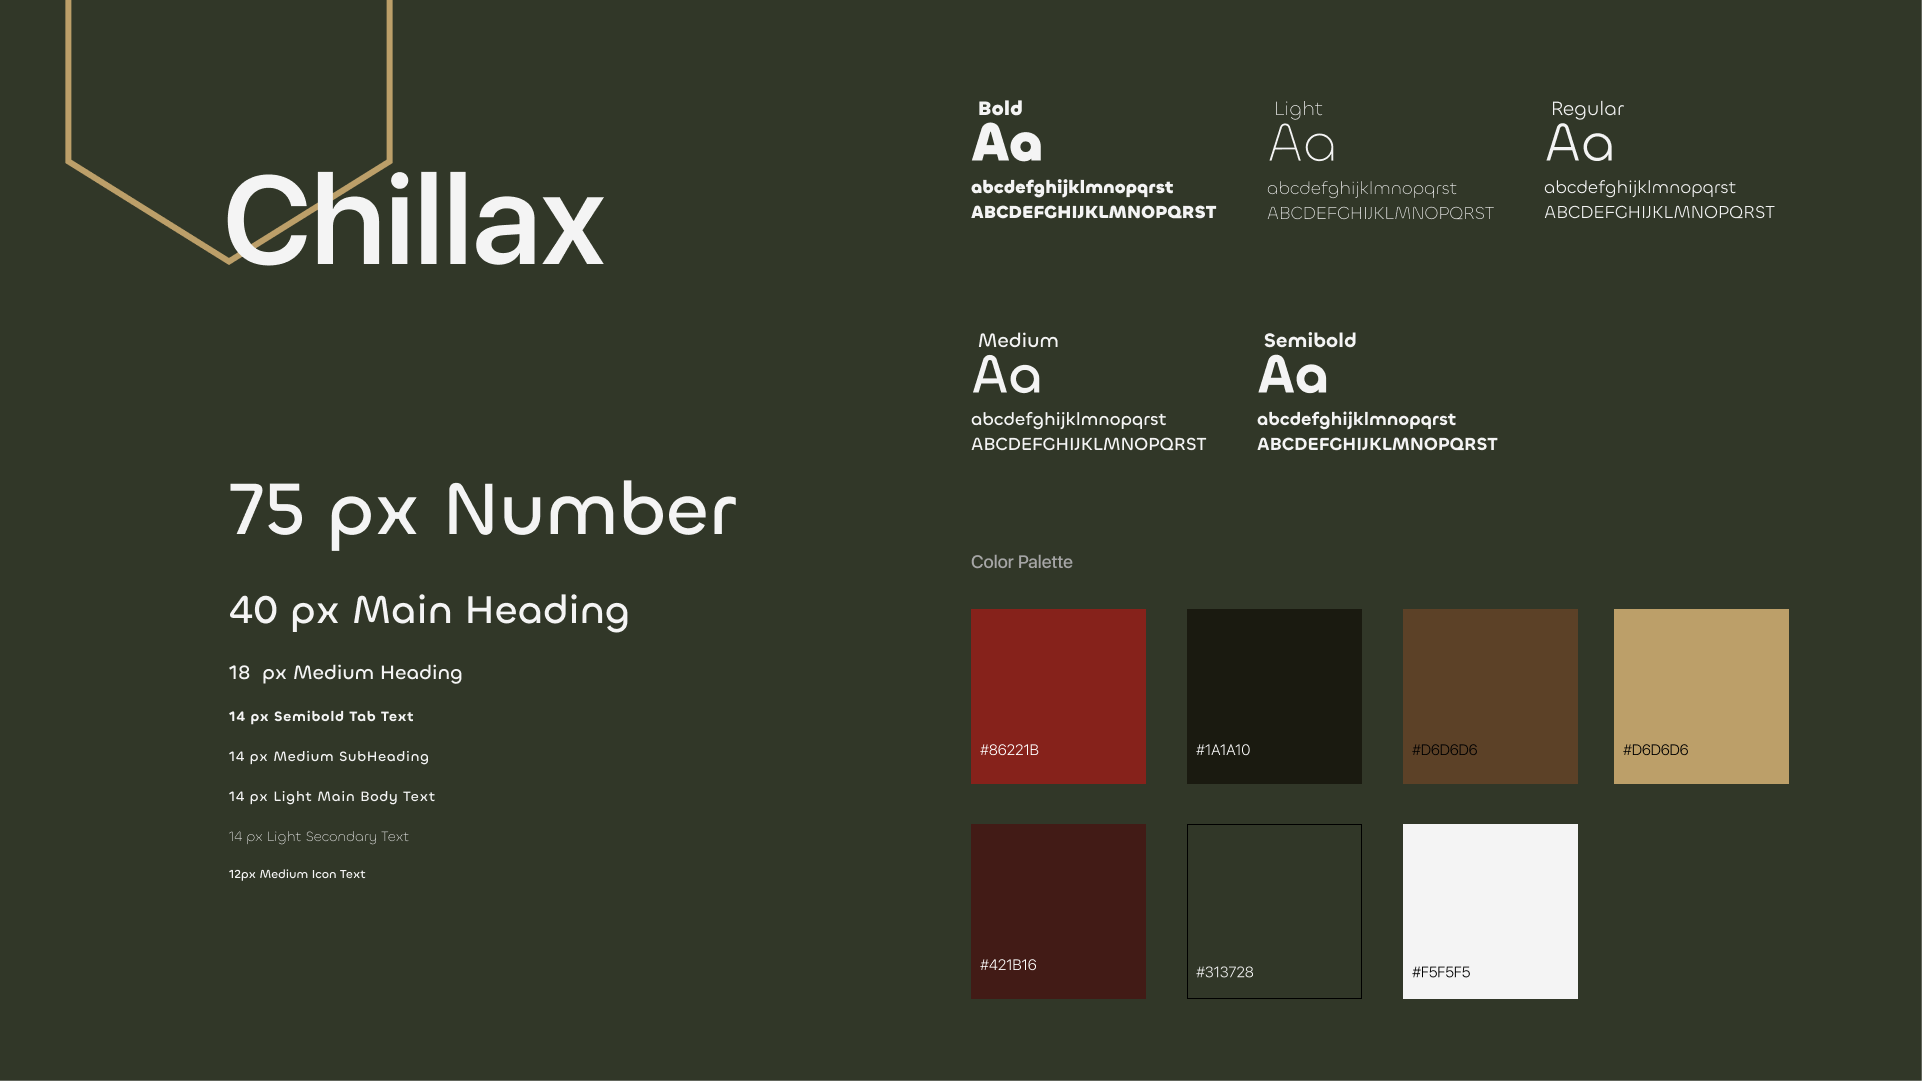 Chillax
75 px Number
40 px Main Heading
18  px Medium Heading
14 px Semibold Tab Text
14 px Medium SubHeading
14 px Light Main Body Text
14 px Light Secondary Text
12px Medium Icon Text
Bold
Aa
abcdefghijklmnopqrst
ABCDEFGHIJKLMNOPQRST
Light
Aa
abcdefghijklmnopqrst
ABCDEFGHIJKLMNOPQRST
Regular
Aa
abcdefghijklmnopqrst
ABCDEFGHIJKLMNOPQRST
Medium
Aa
abcdefghijklmnopqrst
ABCDEFGHIJKLMNOPQRST
Semibold
Aa
abcdefghijklmnopqrst
ABCDEFGHIJKLMNOPQRST
Color Palette
#86221B
#1A1A10
#D6D6D6
#D6D6D6
#421B16
#313728
#F5F5F5